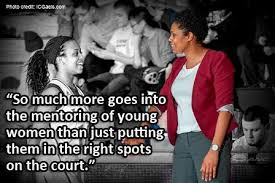 Photo credit: ICGaels.com
“So much more goes into
the mentoring of young
women than just putting
them in the right spots
on the court.”